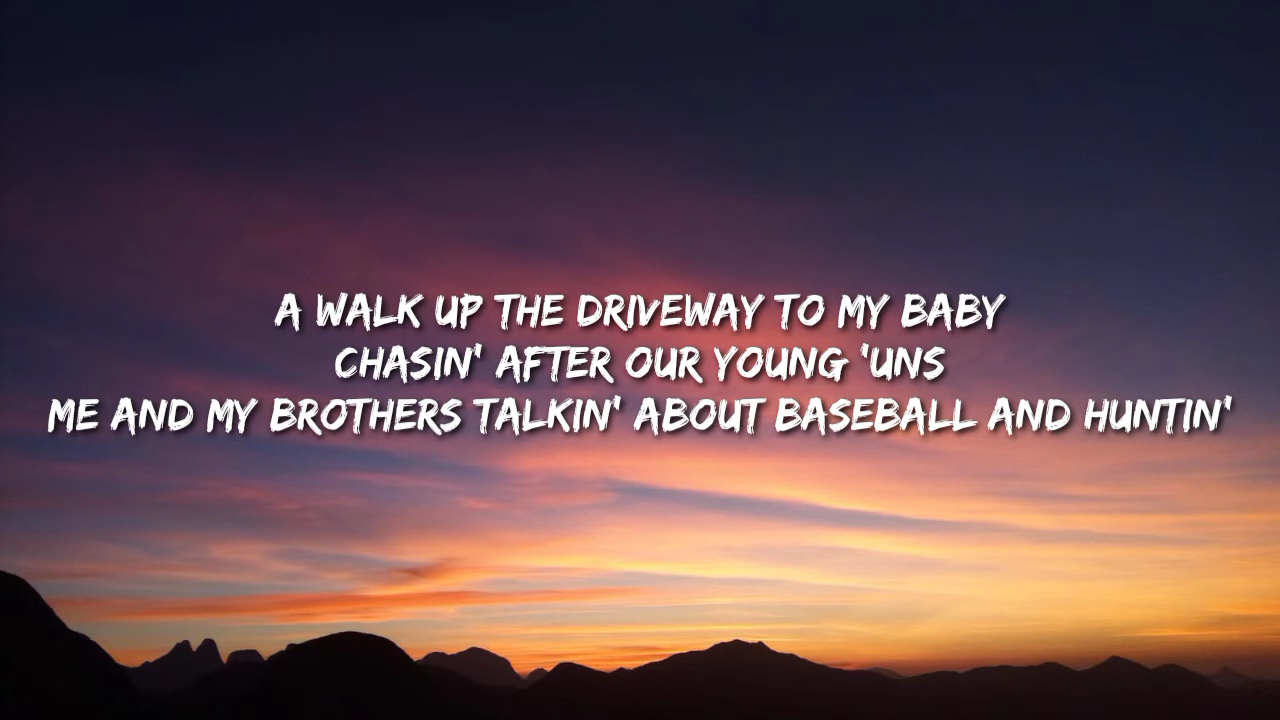 A WALK UP THE DRIVEWAY TO MY BABY
CHASIN' AFTER OUR YOUNG 'UNS
ME AND MY BROTHERS TALKIN' ABOUT BASEBALL AND HUNTIN'